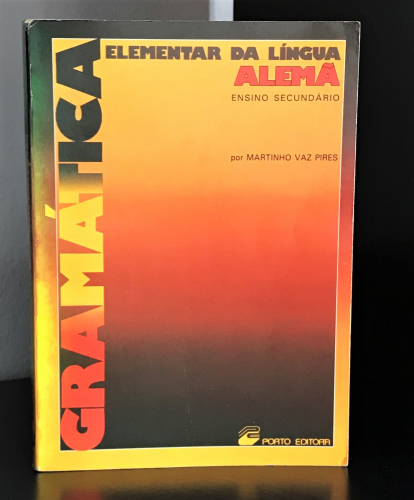 GRAMÁTICA
ELEMENTAR DA LÍNGUA
ALEMÃ
ENSINO SECUNDÁRIO
por MARTINHO VAZ PIRES
PORTO EDITORA